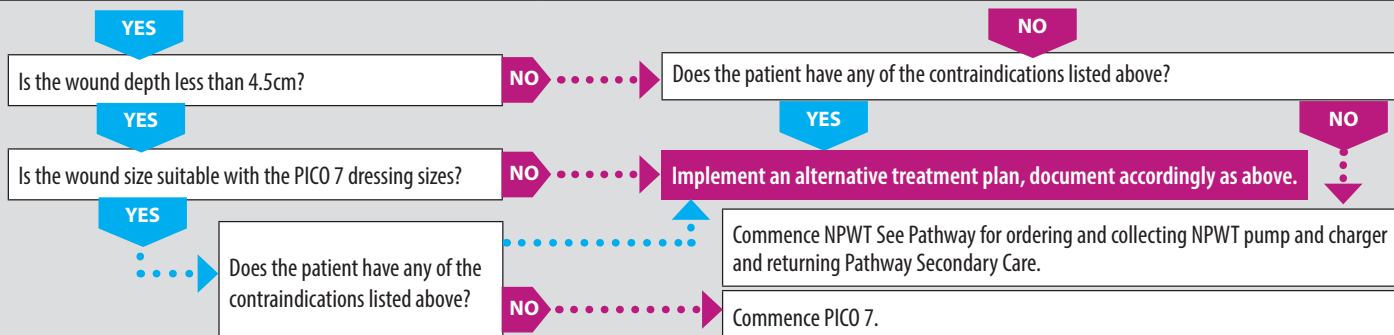 YES
NO
Is the wound depth less than 4.5cm?
NO
Does the patient have any of the contraindications listed above?
YES
YES
NO
Is the wound size suitable with the PICO 7 dressing sizes?
NO
Implement an alternative treatment plan, document accordingly as above.
YES
Does the patient have any of the
contraindications listed above?
Commence NPWT See Pathway for ordering and collecting NPWT pump and charger
and returning Pathway Secondary Care.
NO
Commence PICO 7.